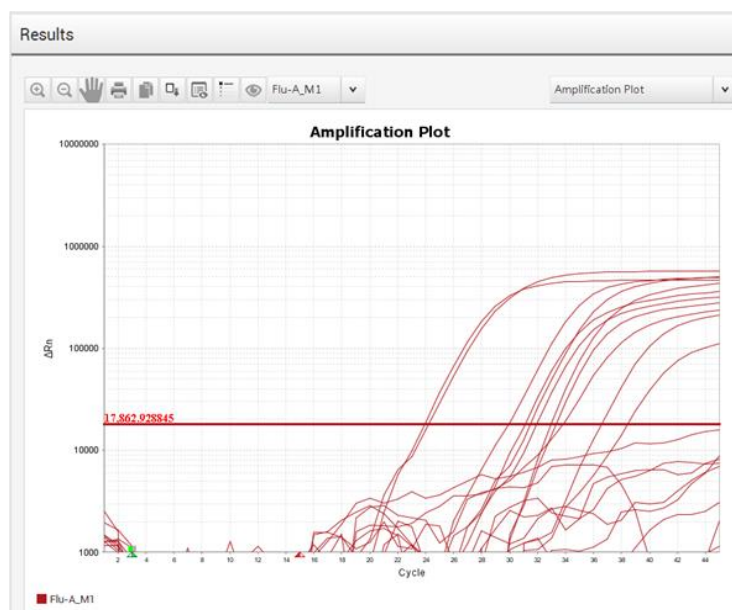 Results
Flu-A_M1
Amplification Plot
Amplification Plot
10000000
1000000
100000
10000
1000
ΔRn
17,862.928845
2 4 6 8 10 12 14 16 18 20 22 24 26 28 30 32 34 36 38 40 42 44
Cycle
Flu-A_M1